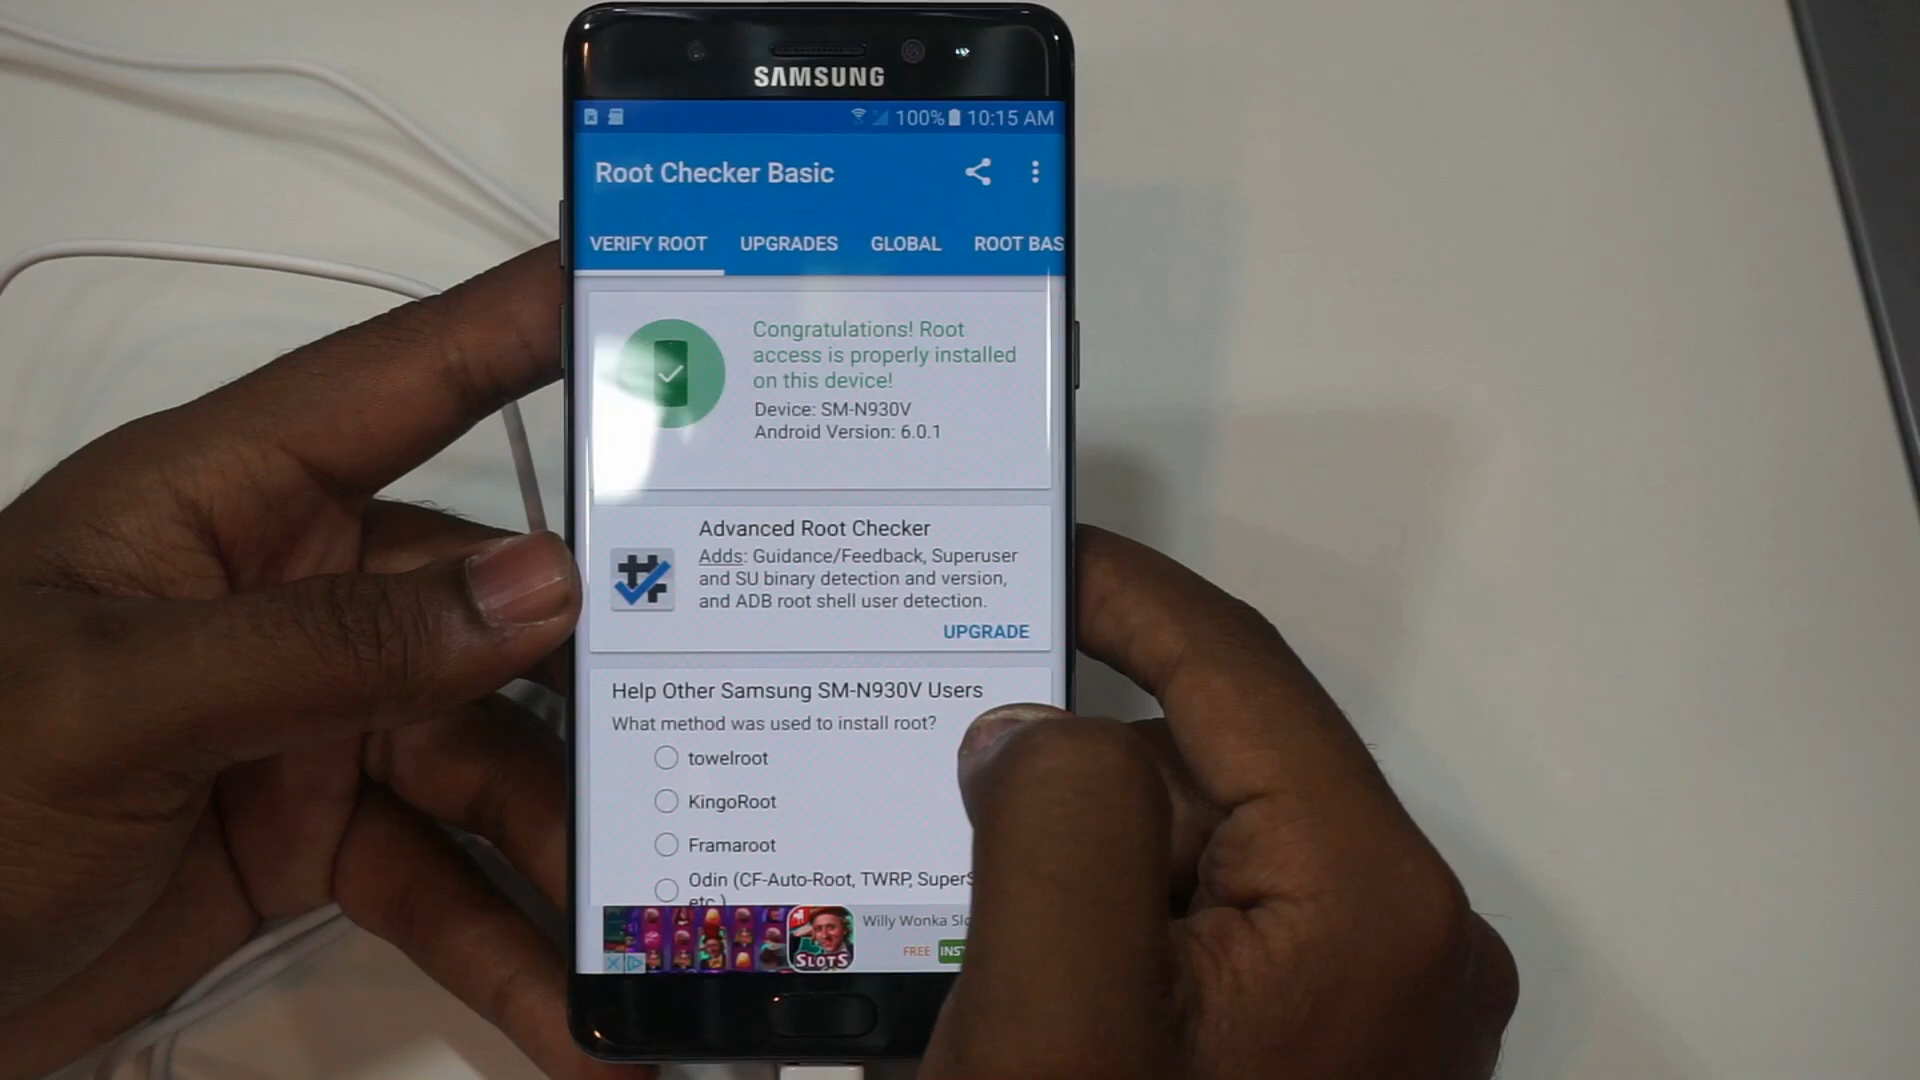 SAMSUNG
100% 10:15 AM
Root Checker Basic
VERIFY ROOT UPGRADES GLOBAL ROOT BAS
Congratulations! Root
access is properly installed
on this device!
Device: SM-N930V
Android Version: 6.0.1
Advanced Root Checker
Adds: Guidance/Feedback, Superuser
and SU binary detection and version,
and ADB root shell user detection.
UPGRADE
Help Other Samsung SM-N930V Users
What method was used to install root?
towelroot
KingoRoot
Framaroot
Odin (CF-Auto-Root, TWRP, SuperS
etc.)
Willy Wonka Slo
SLOTS
FREE INST